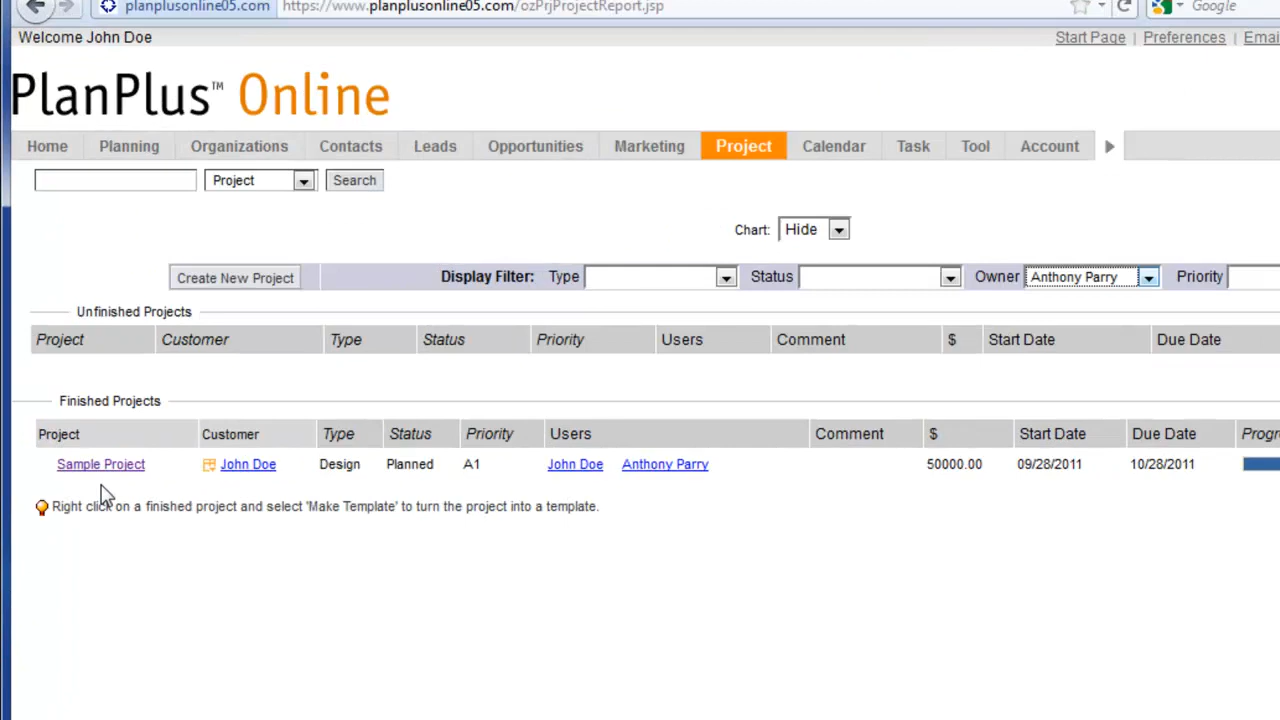 planplusonline05.com https://www.planplusonline05.com/ozPrjProjectReport.jsp Google
Welcome John Doe Start Page | Preferences | Emai
PlanPlus™ Online
Home Planning Organizations Contacts Leads Opportunities Marketing Project Calendar Task Tool Account
Project Search
Chart: Hide
Create New Project Display Filter: Type Status Owner Anthony Parry Priority
Unfinished Projects
Project Customer Type Status Priority Users Comment $ Start Date Due Date
Finished Projects
Project Customer Type Status Priority Users Comment $ Start Date Due Date Progre
Sample Project John Doe Design Planned A1 John Doe Anthony Parry 50000.00 09/28/2011 10/28/2011
Right click on a finished project and select 'Make Template' to turn the project into a template.